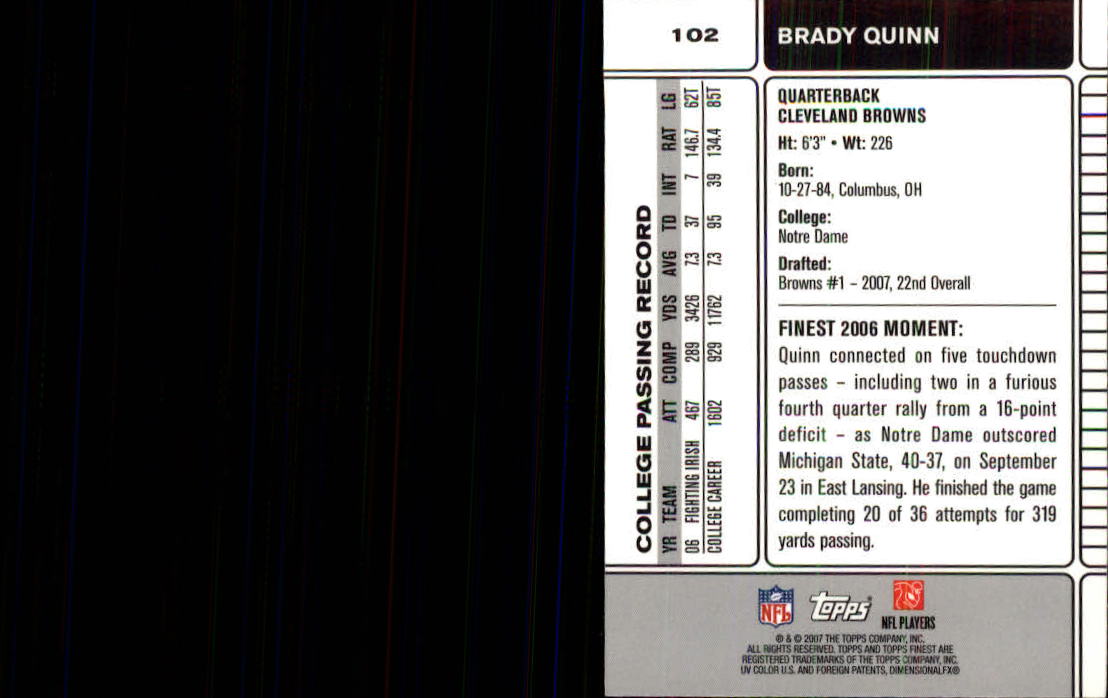 102
BRADY QUINN
COLLEGE PASSING RECORD
YR TEAM ATT COMP YDS AVG TD INT RAT LG
06 FIGHTING IRISH 467 289 3426 7.3 37 7 146.7 62T
COLLEGE CAREER 1602 929 11762 7.3 95 39 134.4 85T
QUARTERBACK
CLEVELAND BROWNS
Ht: 6'3" • Wt: 226
Born:
10-27-84, Columbus, OH
College:
Notre Dame
Drafted:
Browns #1 – 2007, 22nd Overall
FINEST 2006 MOMENT:
Quinn connected on five touchdown
passes – including two in a furious
fourth quarter rally from a 16-point
deficit – as Notre Dame outscored
Michigan State, 40-37, on September
23 in East Lansing. He finished the game
completing 20 of 36 attempts for 319
yards passing.
NFL
Topps®
NFL PLAYERS
® & © 2007 THE TOPPS COMPANY, INC.
ALL RIGHTS RESERVED. TOPPS AND TOPPS FINEST ARE
REGISTERED TRADEMARKS OF THE TOPPS COMPANY, INC.
UV COLOR U.S. AND FOREIGN PATENTS, DIMENSIONALFX®